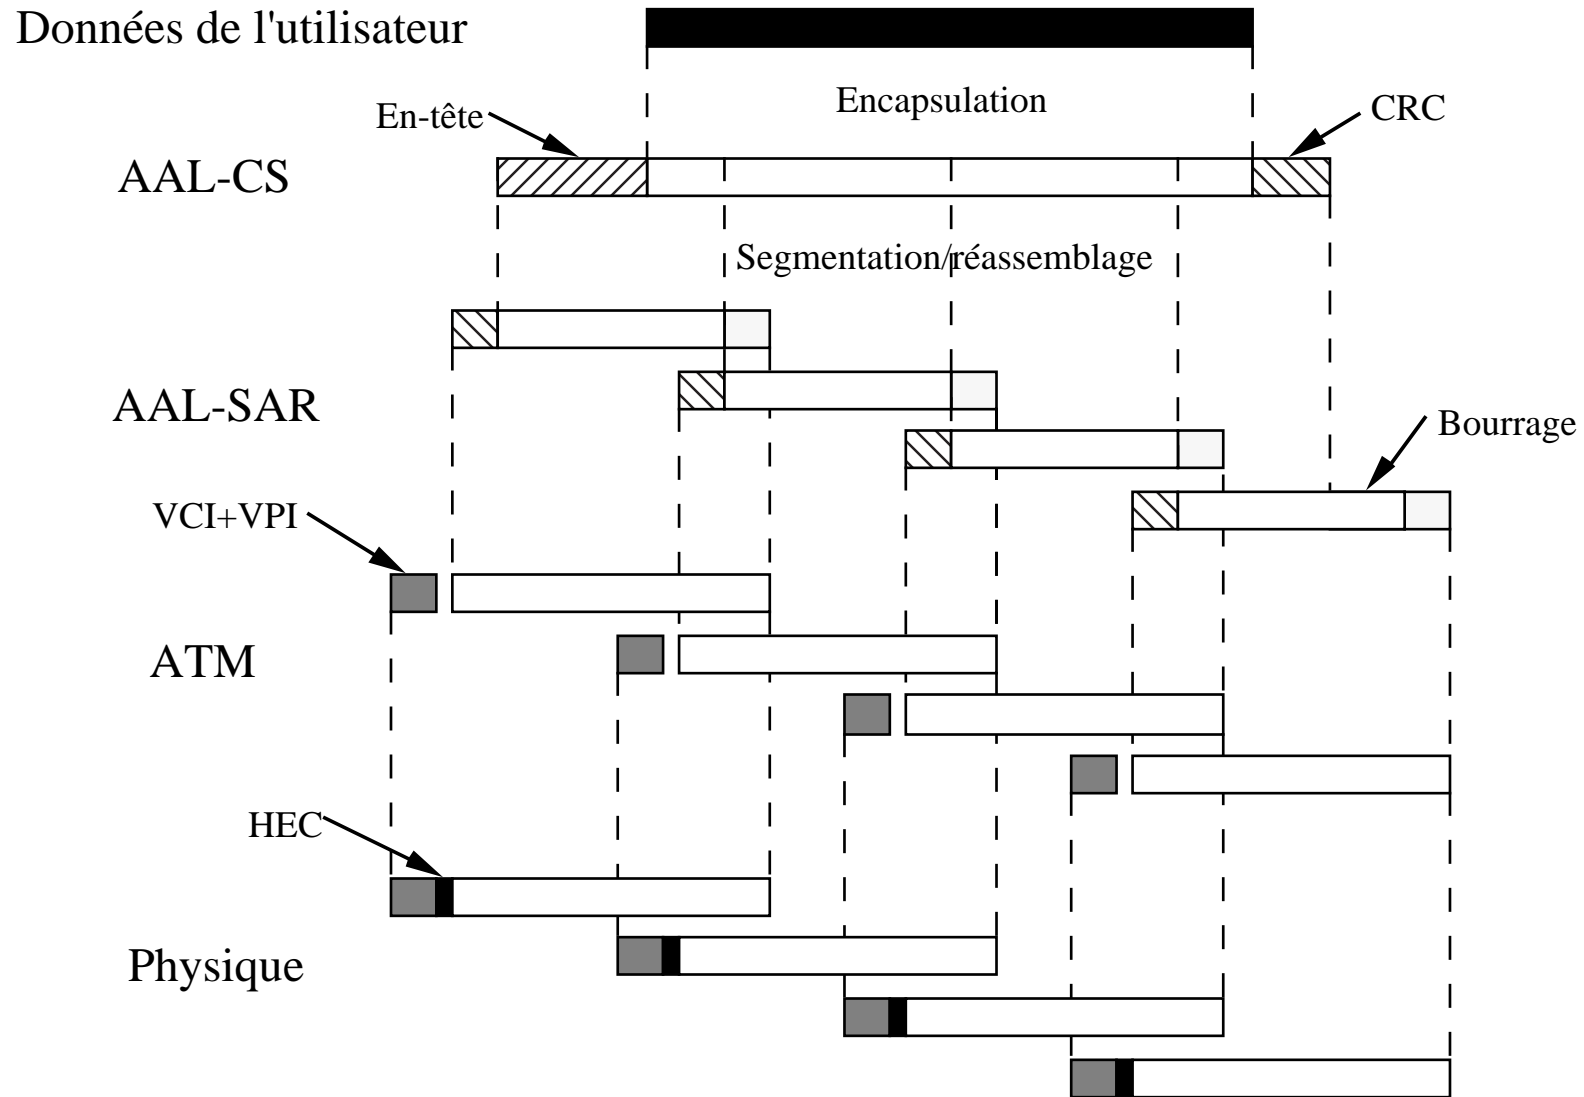 Données de l'utilisateur
Encapsulation
En-tête
CRC
AAL-CS
Segmentation/réassemblage
AAL-SAR
Bourrage
VCI+VPI
ATM
HEC
Physique